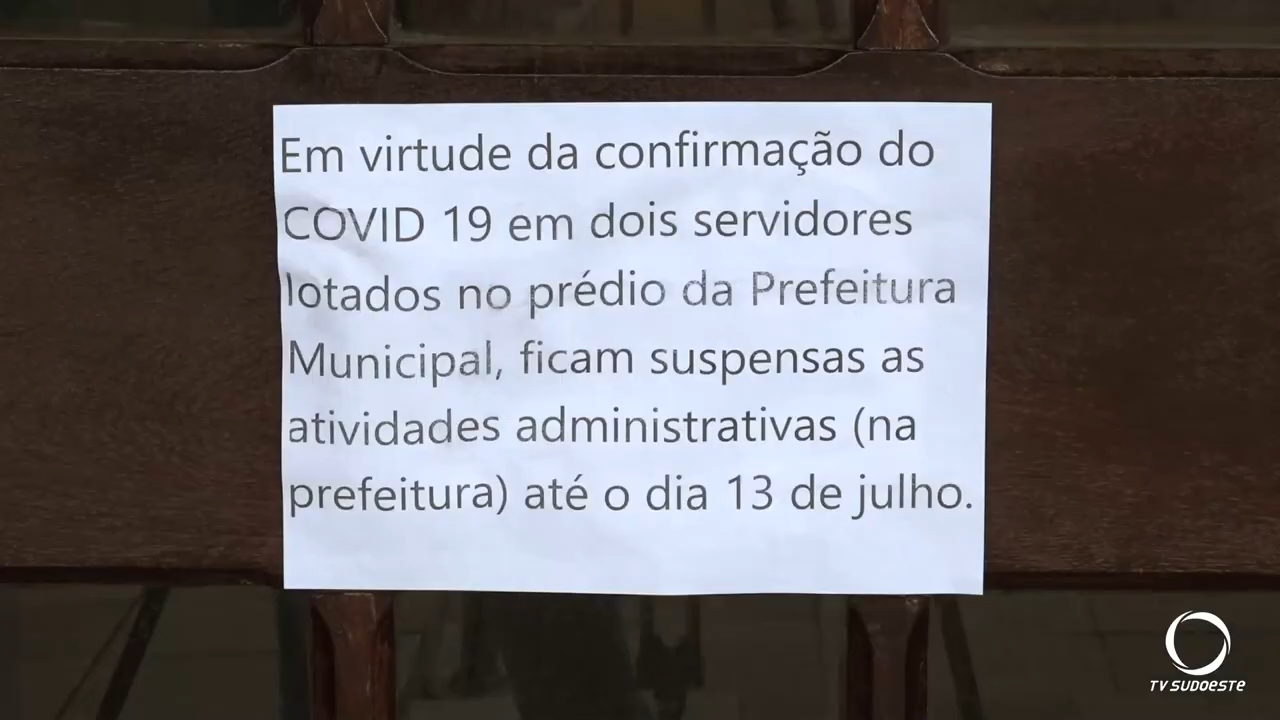 Em virtude da confirmação do
COVID 19 em dois servidores
lotados no prédio da Prefeitura
Municipal, ficam suspensas as
atividades administrativas (na
prefeitura) até o dia 13 de julho.
TV SUDOESTE